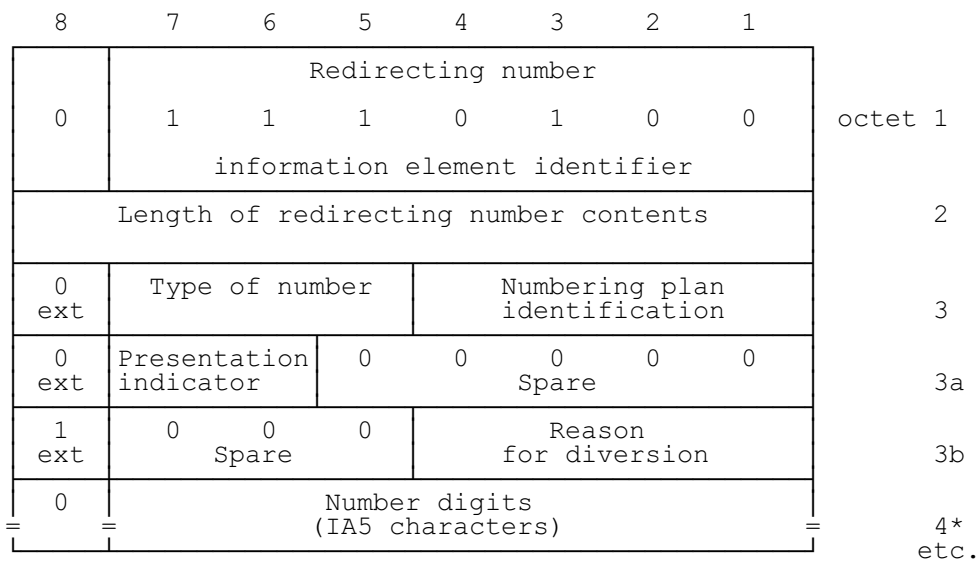 8 7 6 5 4 3 2 1
Redirecting number
0 1 1 1 0 1 0 0 octet 1
information element identifier
Length of redirecting number contents 2
0 Type of number Numbering plan
ext identification 3
0 Presentation 0 0 0 0 0
ext indicator Spare 3a
1 0 0 0 Reason
ext Spare for diversion 3b
0 Number digits
= = (IA5 characters) = 4*
etc.